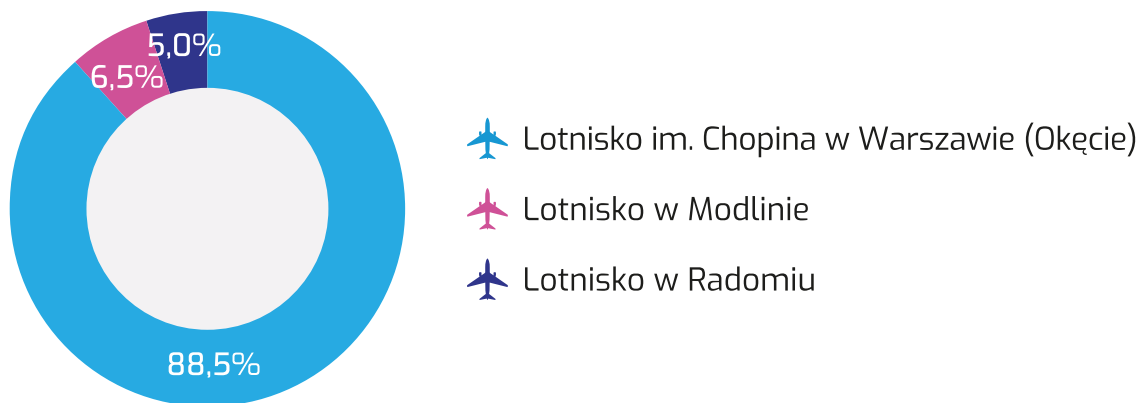 5,0%
6,5%
88,5%
Lotnisko im. Chopina w Warszawie (Okęcie)
Lotnisko w Modlinie
Lotnisko w Radomiu